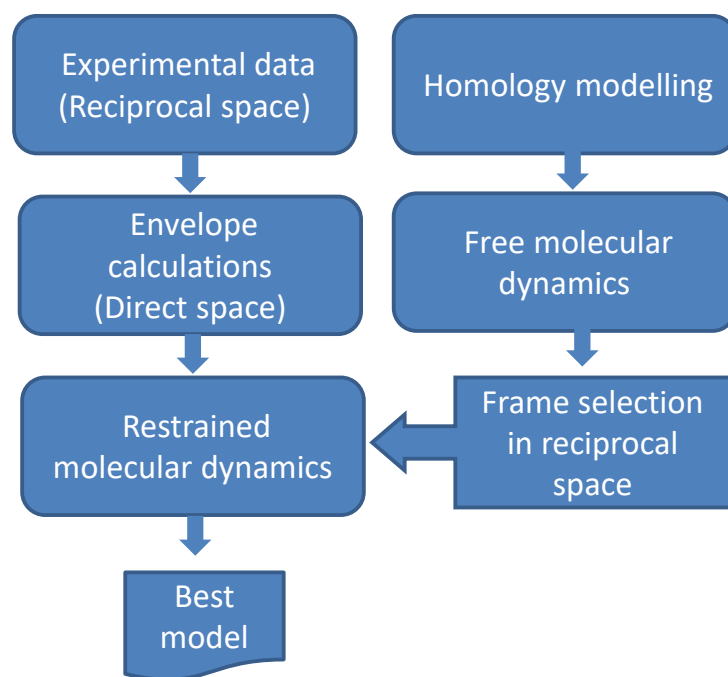 Experimental data
(Reciprocal space)
Envelope
calculations
(Direct space)
Restrained
molecular dynamics
Best
model
Homology modelling
Free molecular
dynamics
Frame selection
in reciprocal
space